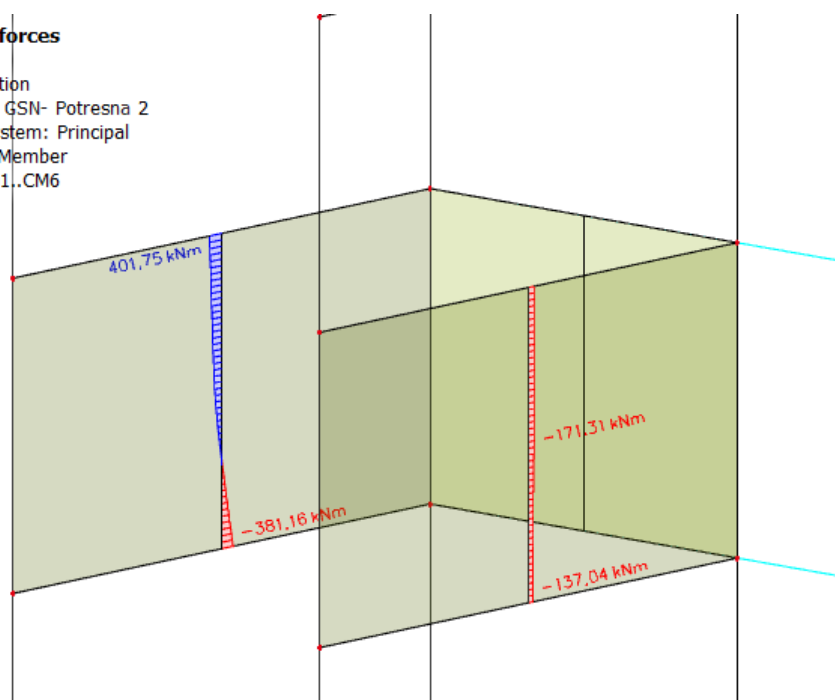 forces
tion
GSN- Potresna 2
stem: Principal
Member
1..CM6
401,75 kNm
-171,31 kNm
-381,16 kNm
-137,04 kNm